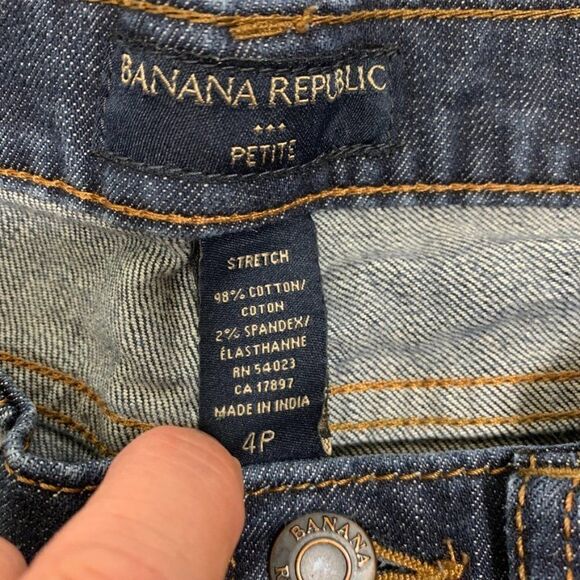 BANANA REPUBLIC
PETITE
STRETCH
98% COTTON/
COTON
2% SPANDEX/
ÉLASTHANNE
RN 54023
CA 17897
MADE IN INDIA
4P
BANANA
R